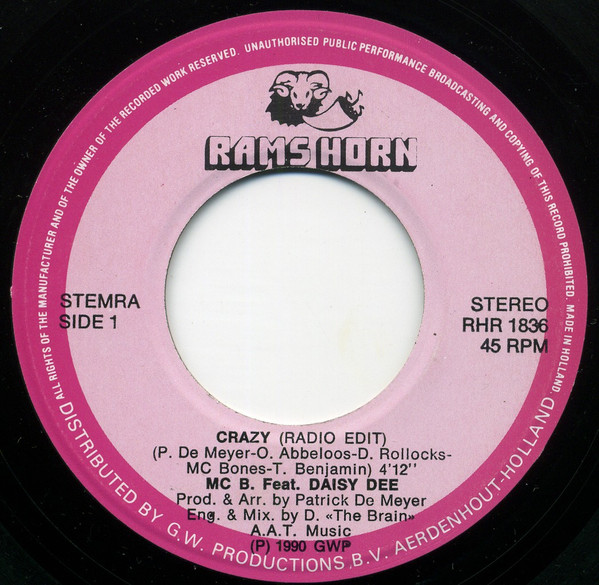 ALL RIGHTS OF THE MANUFACTURER AND OF THE OWNER OF THE RECORDED WORK RESERVED. UNAUTHORISED PUBLIC PERFORMANCE BROADCASTING AND COPYING OF THIS RECORD PROHIBITED. MADE IN HOLLAND
RAMS HORN
STEMRA
SIDE 1
STEREO
RHR 1836
45 RPM
CRAZY (RADIO EDIT)
(P. De Meyer-O. Abbeloos-D. Rollocks-
MC Bones-T. Benjamin) 4'12''
MC B. Feat. DAISY DEE
Prod. & Arr. by Patrick De Meyer
Eng. & Mix. by D. «The Brain»
A.A.T. Music
(P) 1990 GWP
DISTRIBUTED BY G.W. PRODUCTIONS B.V. AERDENHOUT-HOLLAND